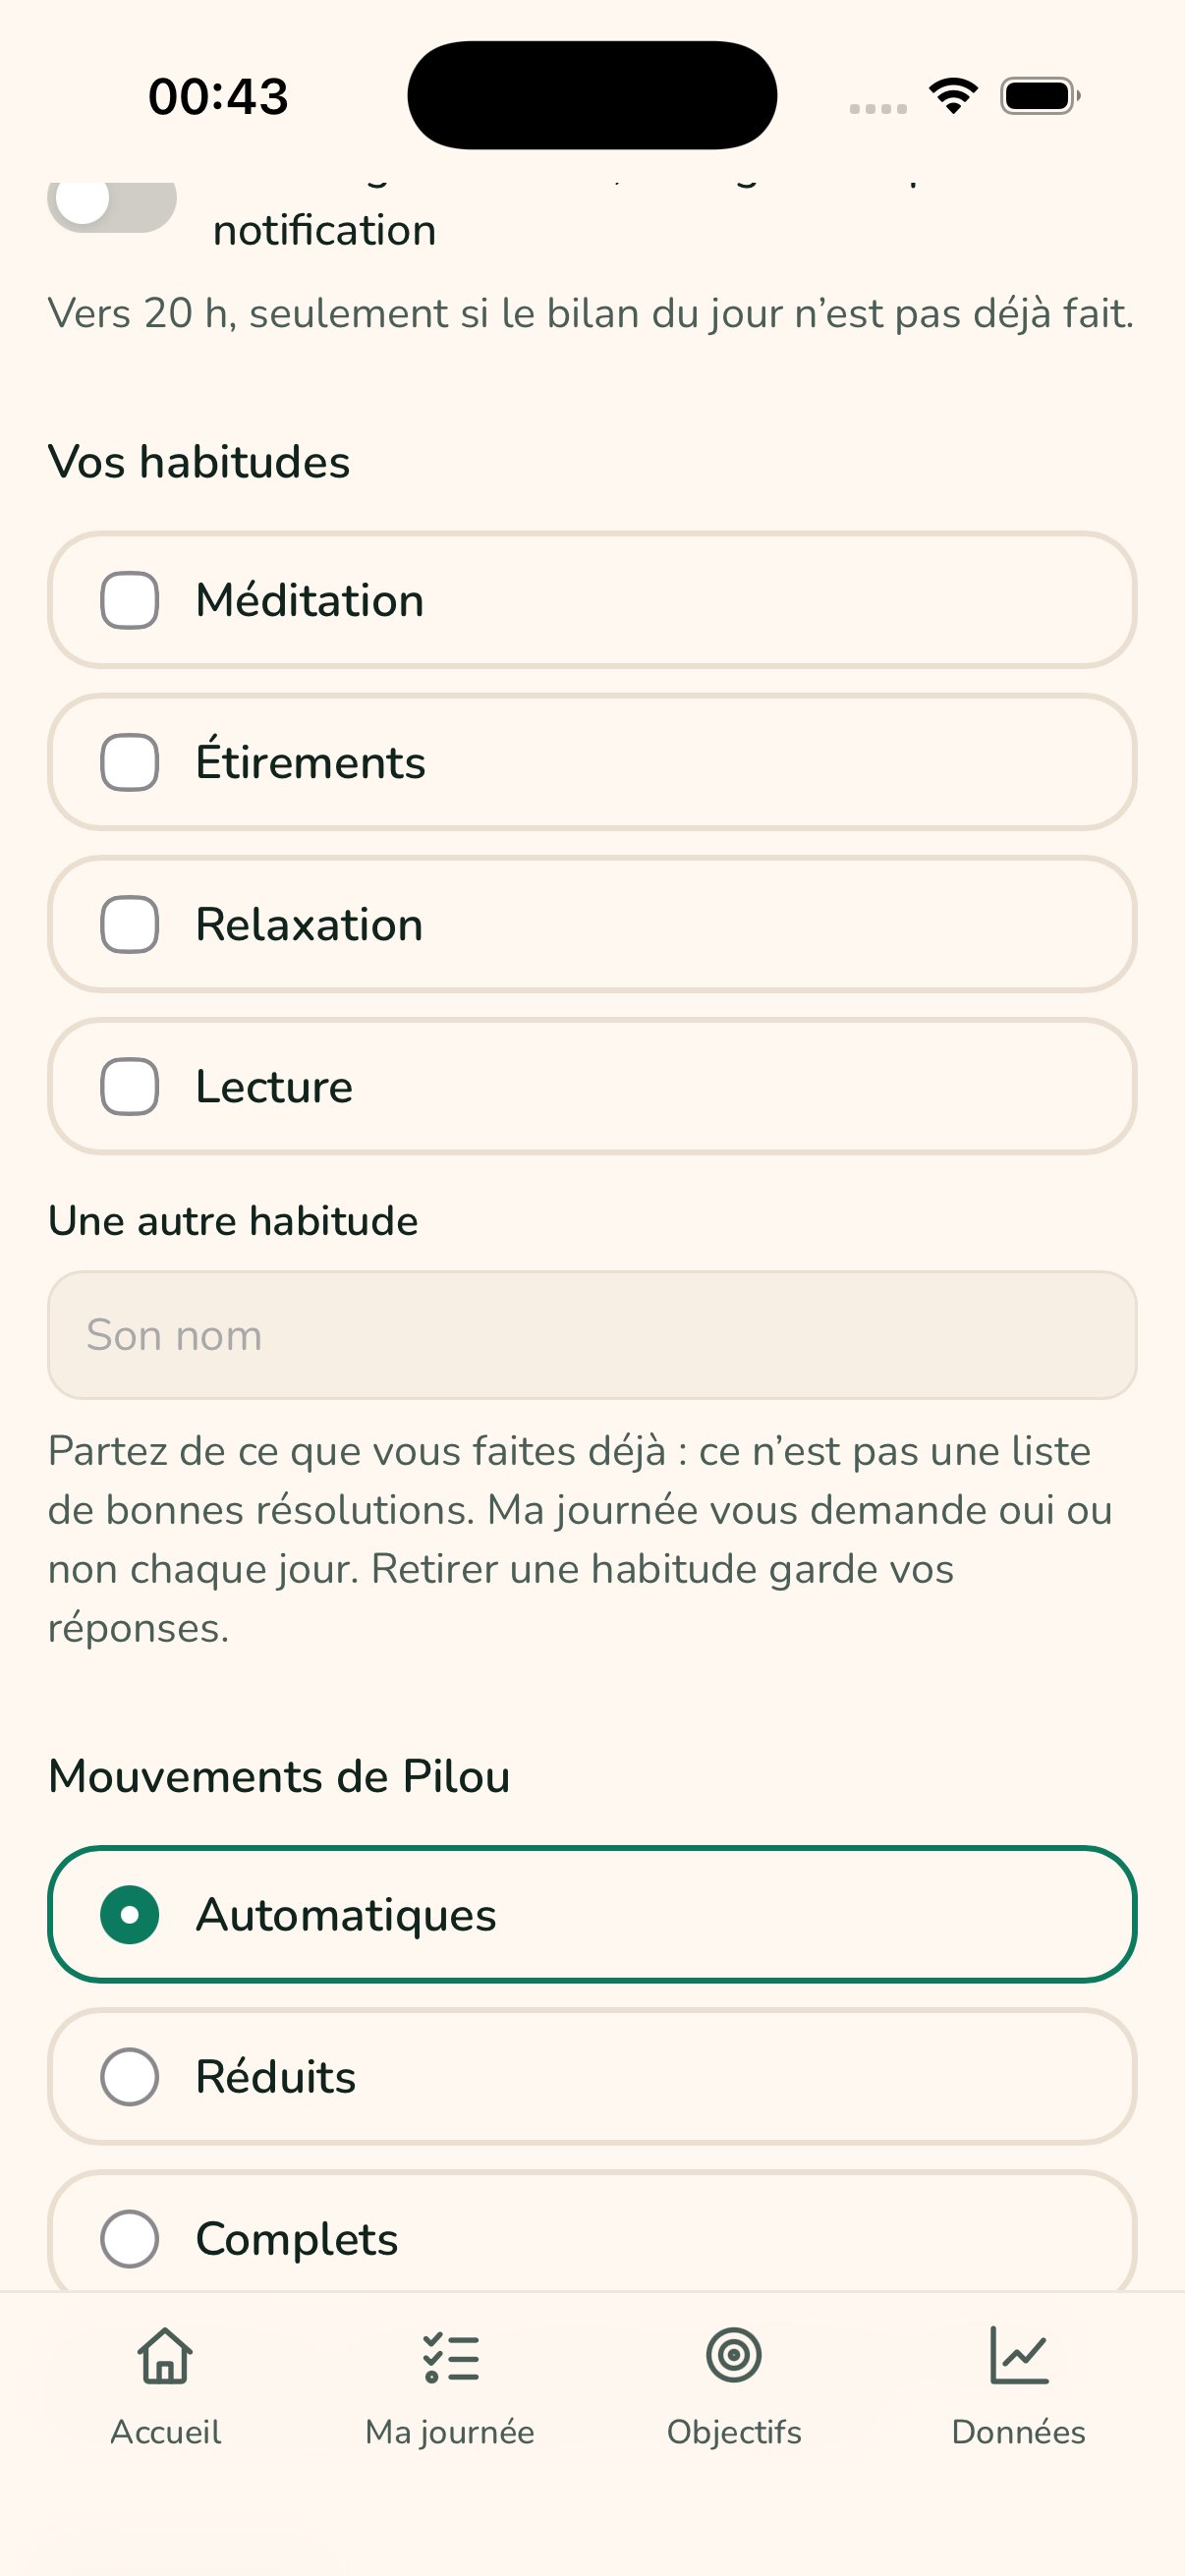 00:43
notification
Vers 20 h, seulement si le bilan du jour n’est pas déjà fait.
Vos habitudes
Méditation
Étirements
Relaxation
Lecture
Une autre habitude
Son nom
Partez de ce que vous faites déjà : ce n’est pas une liste
de bonnes résolutions. Ma journée vous demande oui ou
non chaque jour. Retirer une habitude garde vos
réponses.
Mouvements de Pilou
Automatiques
Réduits
Complets
Accueil
Ma journée
Objectifs
Données